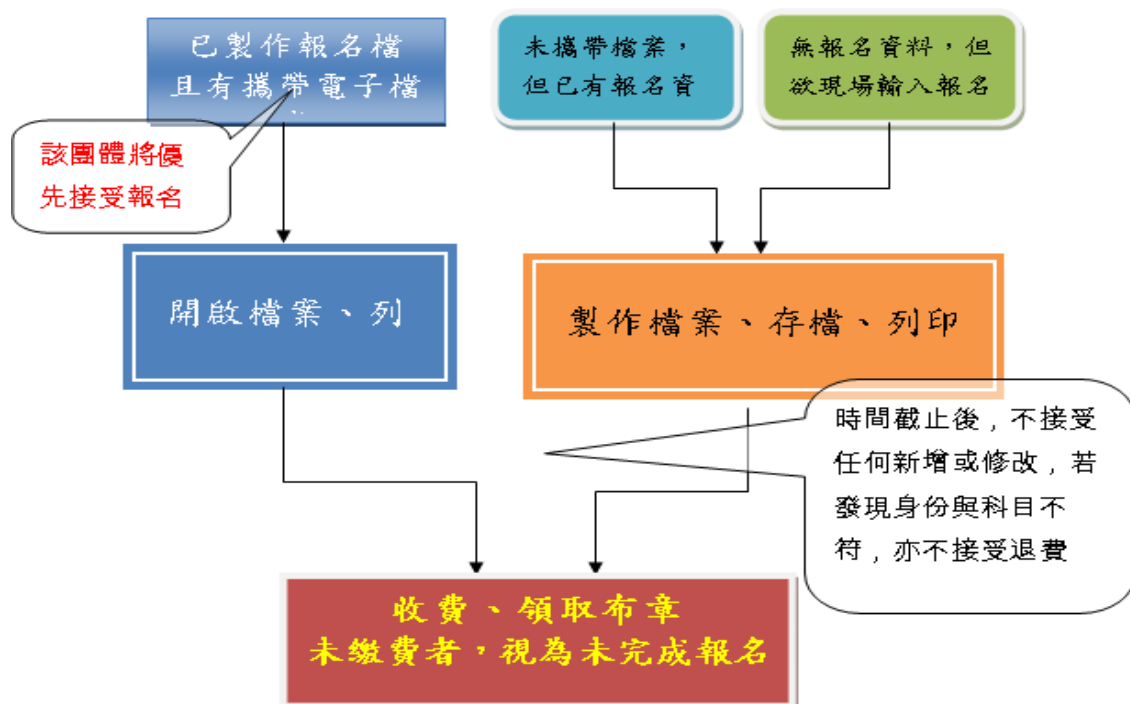 已製作報名檔
且有攜帶電子檔
未攜帶檔案，
但已有報名資
無報名資料，但
欲現場輸入報名
該團體將優
先接受報名
開啟檔案、列
製作檔案、存檔、列印
時間截止後，不接受
任何新增或修改，若
發現身份與科目不
符，亦不接受退費
收費、領取布章
未繳費者，視為未完成報名